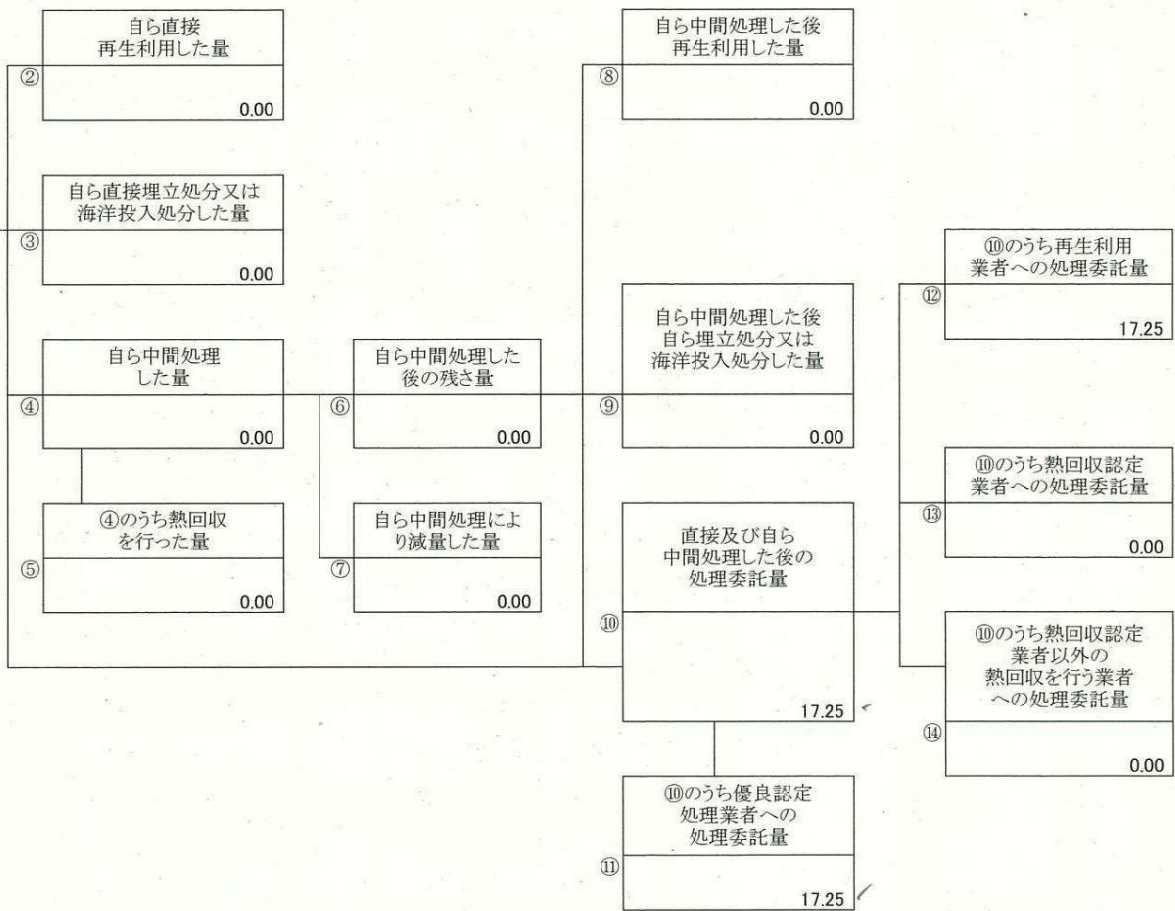 自ら直接
再生利用した量
②
0.00
自ら直接埋立処分又は
海洋投入処分した量
③
0.00
自ら中間処理
した量
④
0.00
④のうち熱回収
を行った量
⑤
0.00
自ら中間処理した
後の残さ量
⑥
0.00
自ら中間処理によ
り減量した量
⑦
0.00
自ら中間処理した後
再生利用した量
⑧
0.00
自ら中間処理した後
自ら埋立処分又は
海洋投入処分した量
⑨
0.00
直接及び自ら
中間処理した後の
処理委託量
⑩
17.25
⑩のうち優良認定
処理業者への
処理委託量
⑪
17.25
⑩のうち再生利用
業者への処理委託量
⑫
17.25
⑩のうち熱回収認定
業者への処理委託量
⑬
0.00
⑩のうち熱回収認定
業者以外の
熱回収を行う業者
への処理委託量
⑭
0.00